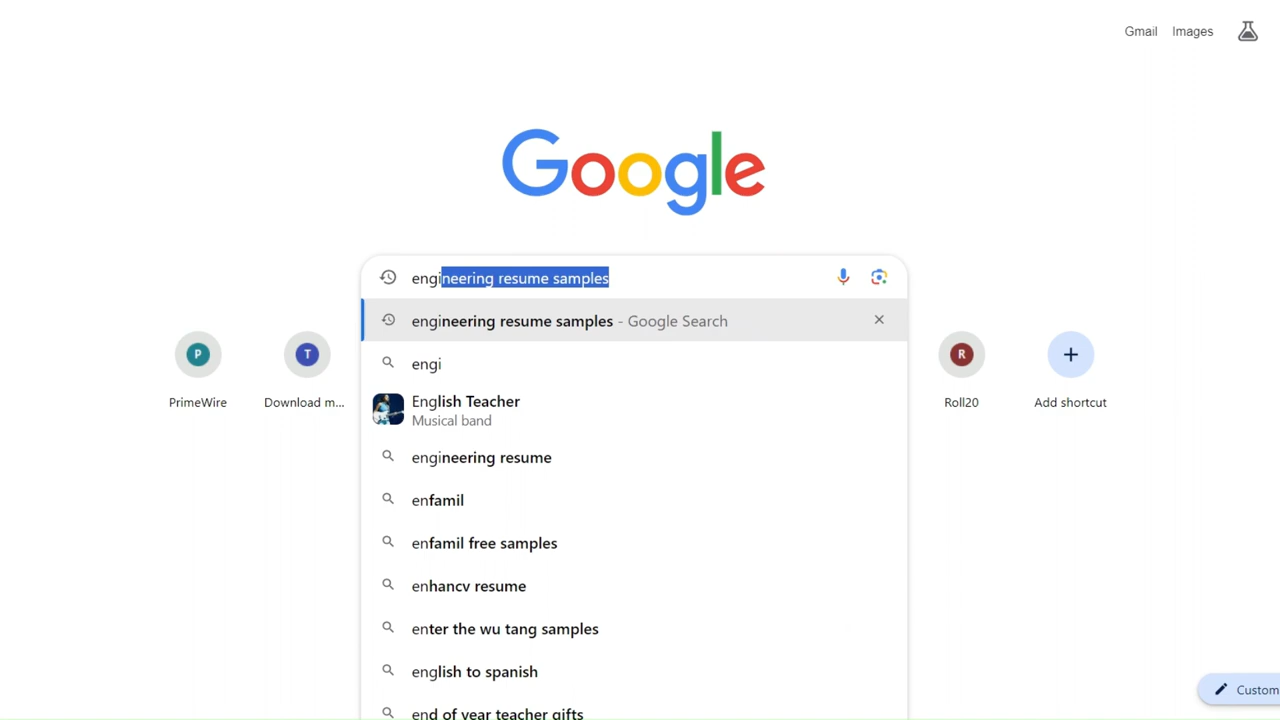 Gmail Images
Google
engineering resume samples
engineering resume samples - Google Search
engi
English Teacher
Musical band
engineering resume
enfamil
enfamil free samples
enhancv resume
enter the wu tang samples
english to spanish
end of year teacher gifts
P
PrimeWire
T
Download m...
R
Roll20
Add shortcut
Custom